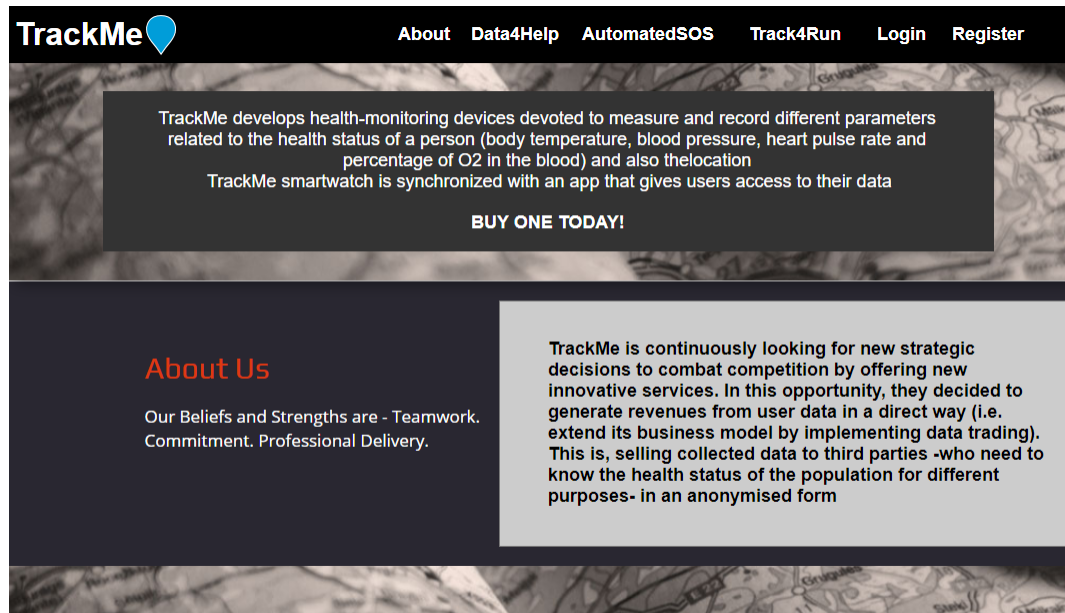 TrackMe
About Data4Help AutomatedSOS Track4Run Login Register
TrackMe develops health-monitoring devices devoted to measure and record different parameters
related to the health status of a person (body temperature, blood pressure, heart pulse rate and
percentage of O2 in the blood) and also thelocation
TrackMe smartwatch is synchronized with an app that gives users access to their data
BUY ONE TODAY!
About Us
Our Beliefs and Strengths are - Teamwork.
Commitment. Professional Delivery.
TrackMe is continuously looking for new strategic
decisions to combat competition by offering new
innovative services. In this opportunity, they decided to
generate revenues from user data in a direct way (i.e.
extend its business model by implementing data trading).
This is, selling collected data to third parties -who need to
know the health status of the population for different
purposes- in an anonymised form
Grugules